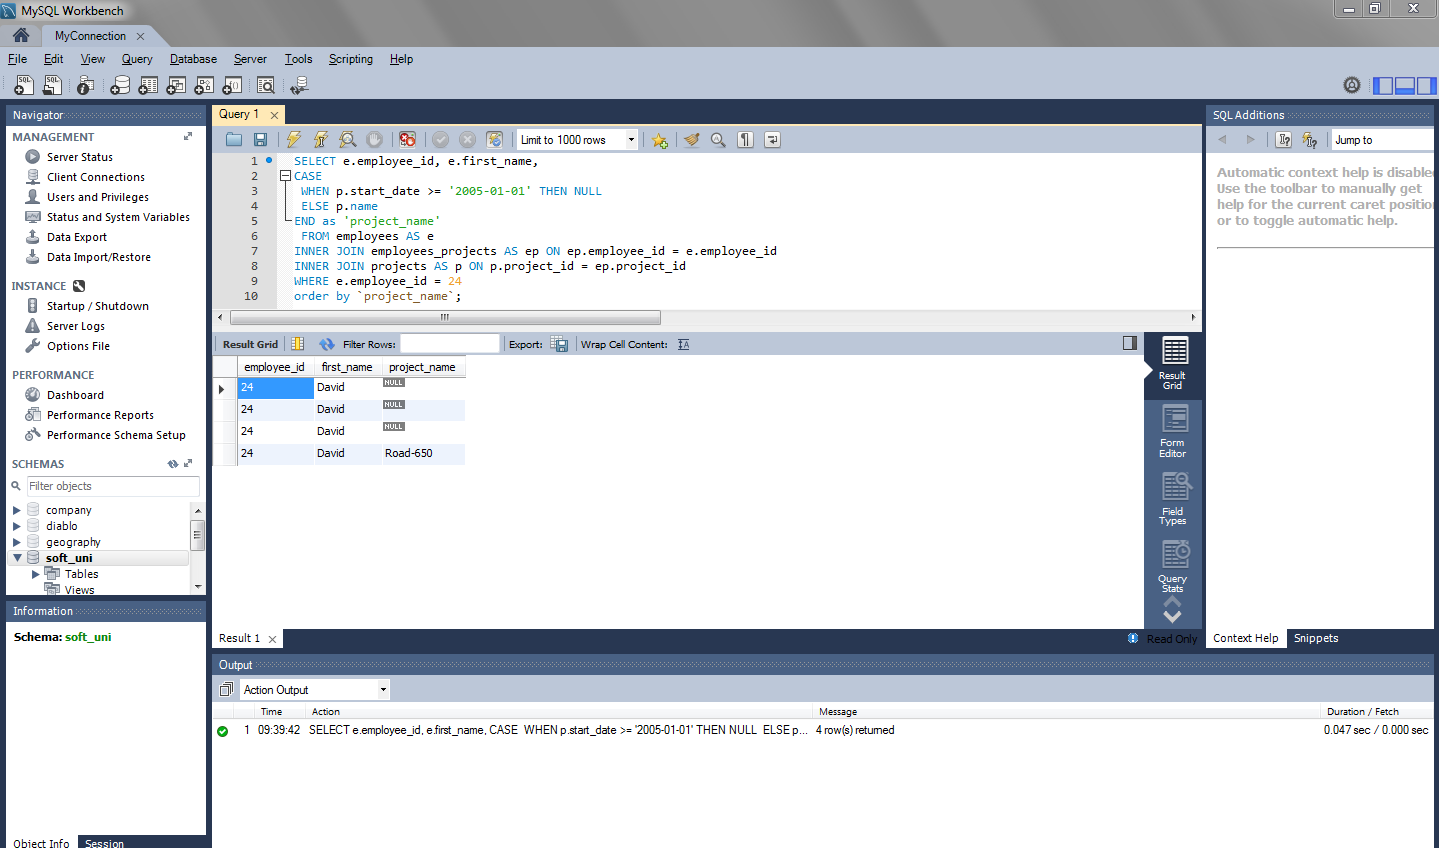 MySQL Workbench
MyConnection
File Edit View Query Database Server Tools Scripting Help
Navigator
MANAGEMENT
Server Status
Client Connections
Users and Privileges
Status and System Variables
Data Export
Data Import/Restore
INSTANCE
Startup / Shutdown
Server Logs
Options File
PERFORMANCE
Dashboard
Performance Reports
Performance Schema Setup
SCHEMAS
Filter objects
company
diablo
geography
soft_uni
Tables
Views
Information
Schema: soft_uni
Object Info Session
Query 1
Limit to 1000 rows
1 SELECT e.employee_id, e.first_name,
2 CASE
3 WHEN p.start_date >= '2005-01-01' THEN NULL
4 ELSE p.name
5 END as 'project_name'
6 FROM employees AS e
7 INNER JOIN employees_projects AS ep ON ep.employee_id = e.employee_id
8 INNER JOIN projects AS p ON p.project_id = ep.project_id
9 WHERE e.employee_id = 24
10 order by `project_name`;
Result Grid Filter Rows: Export: Wrap Cell Content:
employee_id first_name project_name
24 David NULL
24 David NULL
24 David NULL
24 David Road-650
Result Grid
Form Editor
Field Types
Query Stats
Result 1
Read Only
SQL Additions
Jump to
Automatic context help is disabled
Use the toolbar to manually get
help for the current caret position
or to toggle automatic help.
Context Help Snippets
Output
Action Output
Time Action Message Duration / Fetch
1 09:39:42 SELECT e.employee_id, e.first_name, CASE WHEN p.start_date >= '2005-01-01' THEN NULL ELSE p... 4 row(s) returned 0.047 sec / 0.000 sec